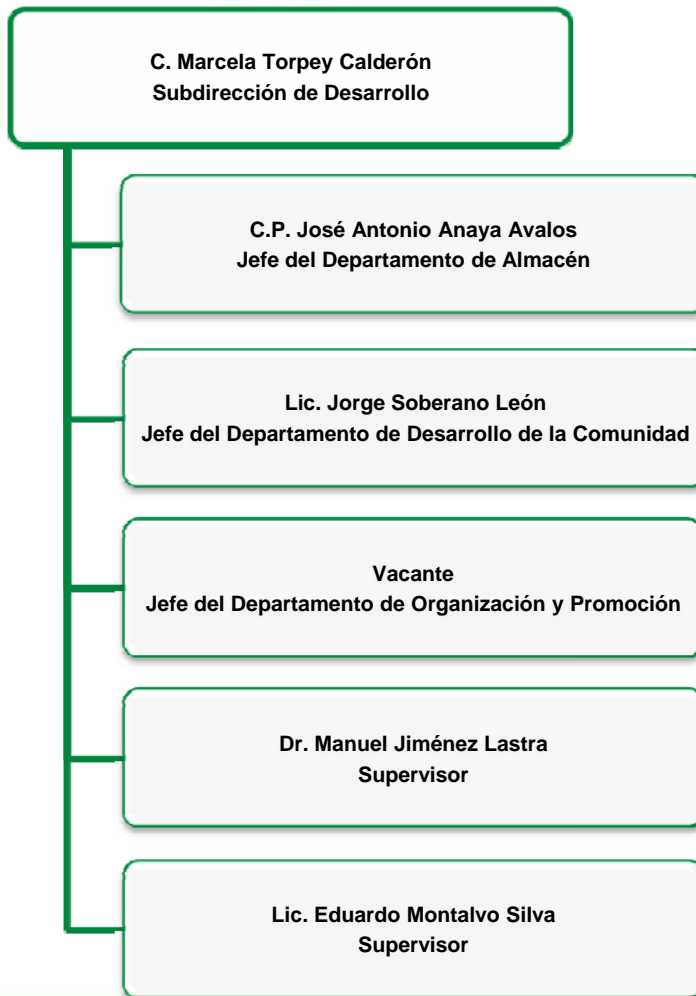 C. Marcela Torpey Calderón
Subdirección de Desarrollo
C.P. José Antonio Anaya Avalos
Jefe del Departamento de Almacén
Lic. Jorge Soberano León
Jefe del Departamento de Desarrollo de la Comunidad
Vacante
Jefe del Departamento de Organización y Promoción
Dr. Manuel Jiménez Lastra
Supervisor
Lic. Eduardo Montalvo Silva
Supervisor